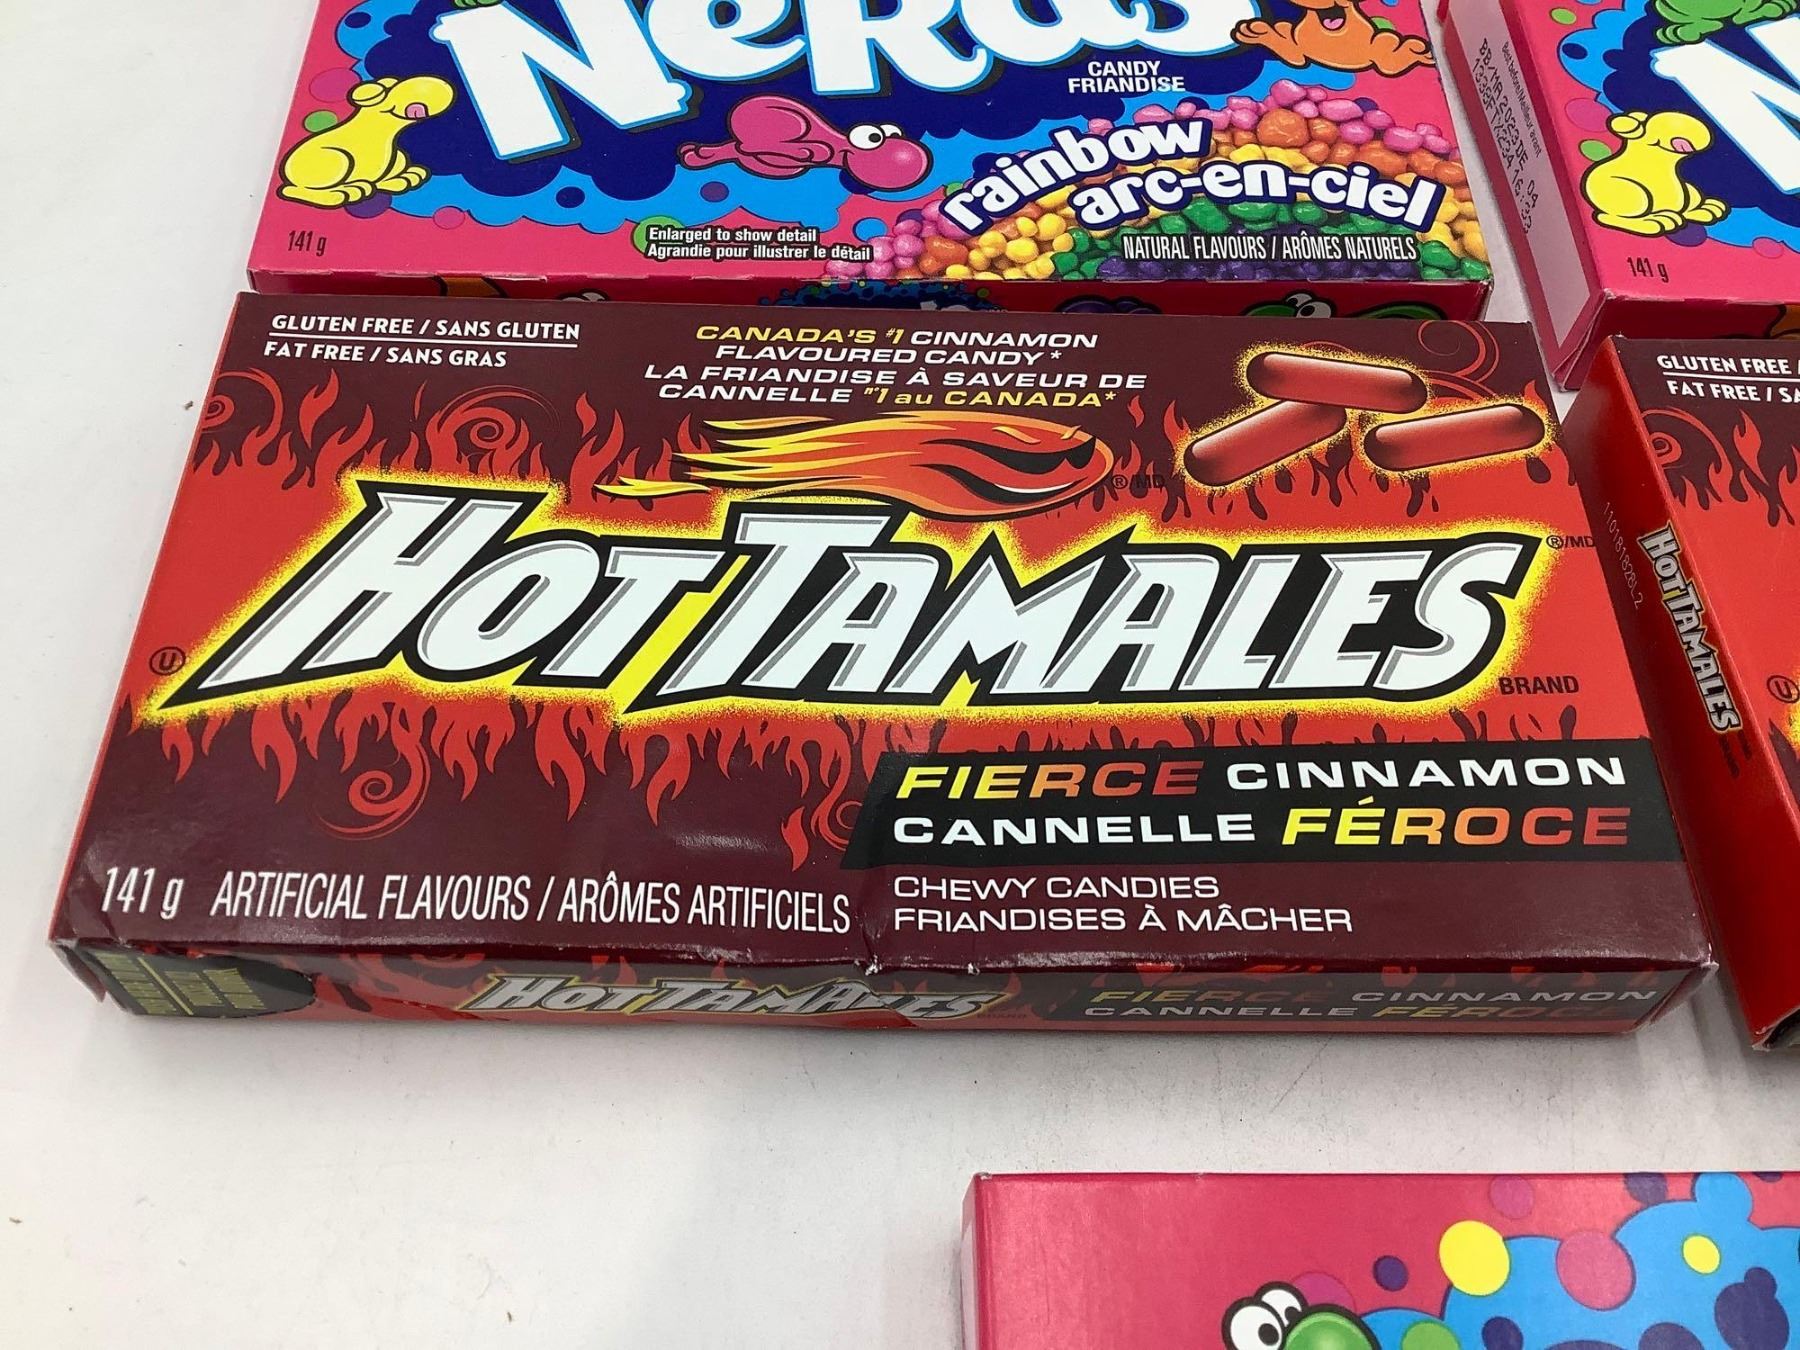 Nerds
CANDY
FRIANDISE
rainbow
arc-en-ciel
141 g
Enlarged to show detail
Agrandie pour illustrer le détail
NATURAL FLAVOURS / ARÔMES NATURELS
141 g
GLUTEN FREE / SANS GLUTEN
FAT FREE / SANS GRAS
CANADA'S #1 CINNAMON
FLAVOURED CANDY*
LA FRIANDISE À SAVEUR DE
CANNELLE n°1 au CANADA*
®/MD
HOT TAMALES
®/MD
BRAND
U
FIERCE CINNAMON
CANNELLE FÉROCE
141 g ARTIFICIAL FLAVOURS / ARÔMES ARTIFICIELS
CHEWY CANDIES
FRIANDISES À MÂCHER
HOT TAMALES
FIERCE CINNAMON
CANNELLE FÉROCE
GLUTEN FREE /
FAT FREE /
HOT TAMALES
U